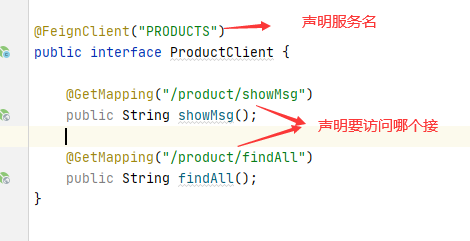 @FeignClient("PRODUCTS") 声明服务名
public interface ProductClient {
@GetMapping("/product/showMsg")
public String showMsg();
声明要访问哪个接
@GetMapping("/product/findAll")
public String findAll();
}